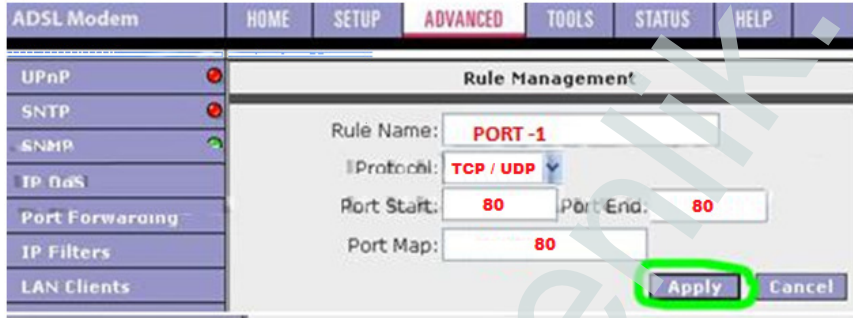 ADSL Modem HOME SETUP ADVANCED TOOLS STATUS HELP
UPnP
Rule Management
SNTP
Rule Name: PORT -1
SNMP
Protocol: TCP / UDP
IP QoS
Port Start: 80 Port End: 80
Port Forwarding
Port Map: 80
IP Filters
LAN Clients
Apply Cancel